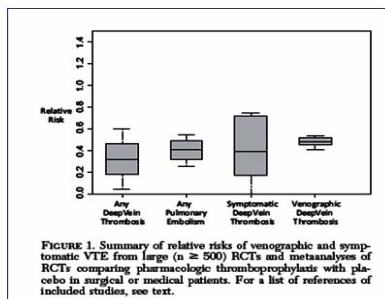 1.4
1.2
1.0
Relative
Risk
0.8
0.6
0.4
0.2
0.0
Any
DeepVein
Thrombosis
Any
Pulmonary
Embolism
Symptomatic
DeepVein
Thrombosis
Venographic
DeepVein
Thrombosis
FIGURE 1. Summary of relative risks of venographic and symp-
tomatic VTE from large (n ≥ 500) RCTs and metaanalyses of
RCTs comparing pharmacologic thromboprophylaxis with pla-
cebo in surgical or medical patients. For a list of references of
included studies, see text.